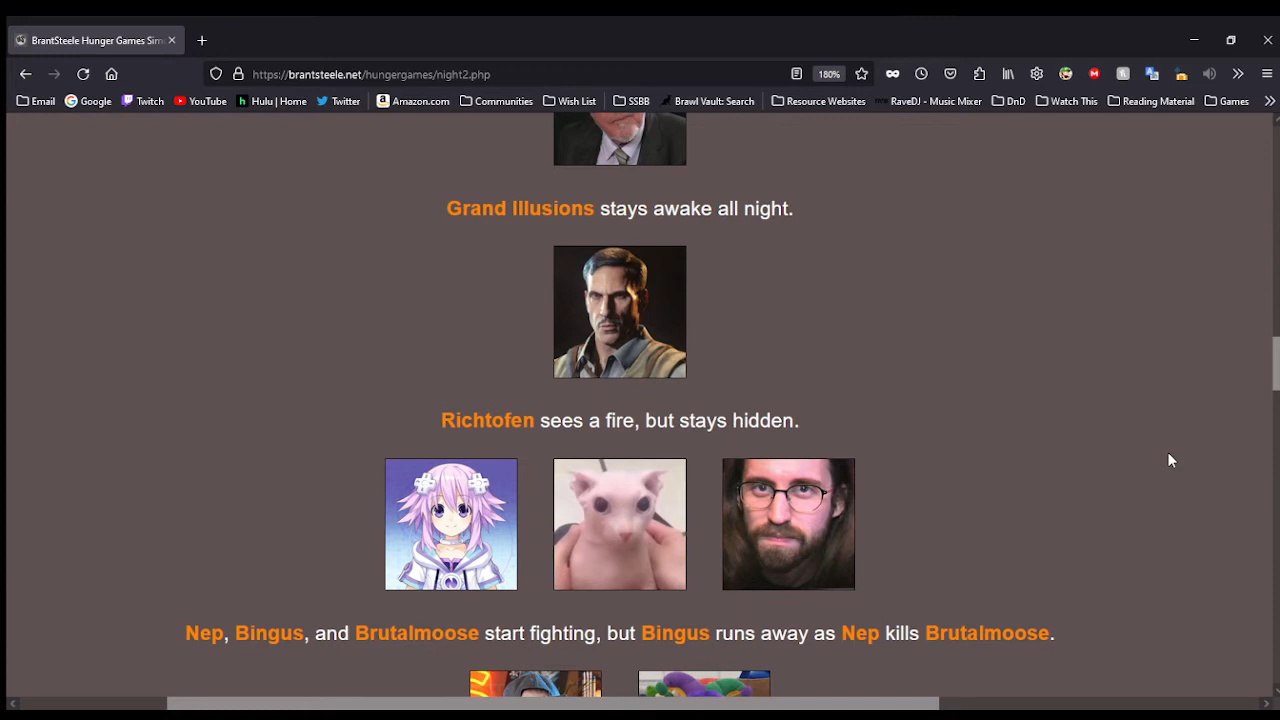 BrantSteele Hunger Games Sim
https://brantsteele.net/hungergames/night2.php
180%
Email Google Twitch YouTube Hulu | Home Twitter Amazon.com Communities Wish List SSBB Brawl Vault: Search Resource Websites RaveDJ - Music Mixer DnD Watch This Reading Material Games
Grand Illusions stays awake all night.
Richtofen sees a fire, but stays hidden.
Nep, Bingus, and Brutalmoose start fighting, but Bingus runs away as Nep kills Brutalmoose.